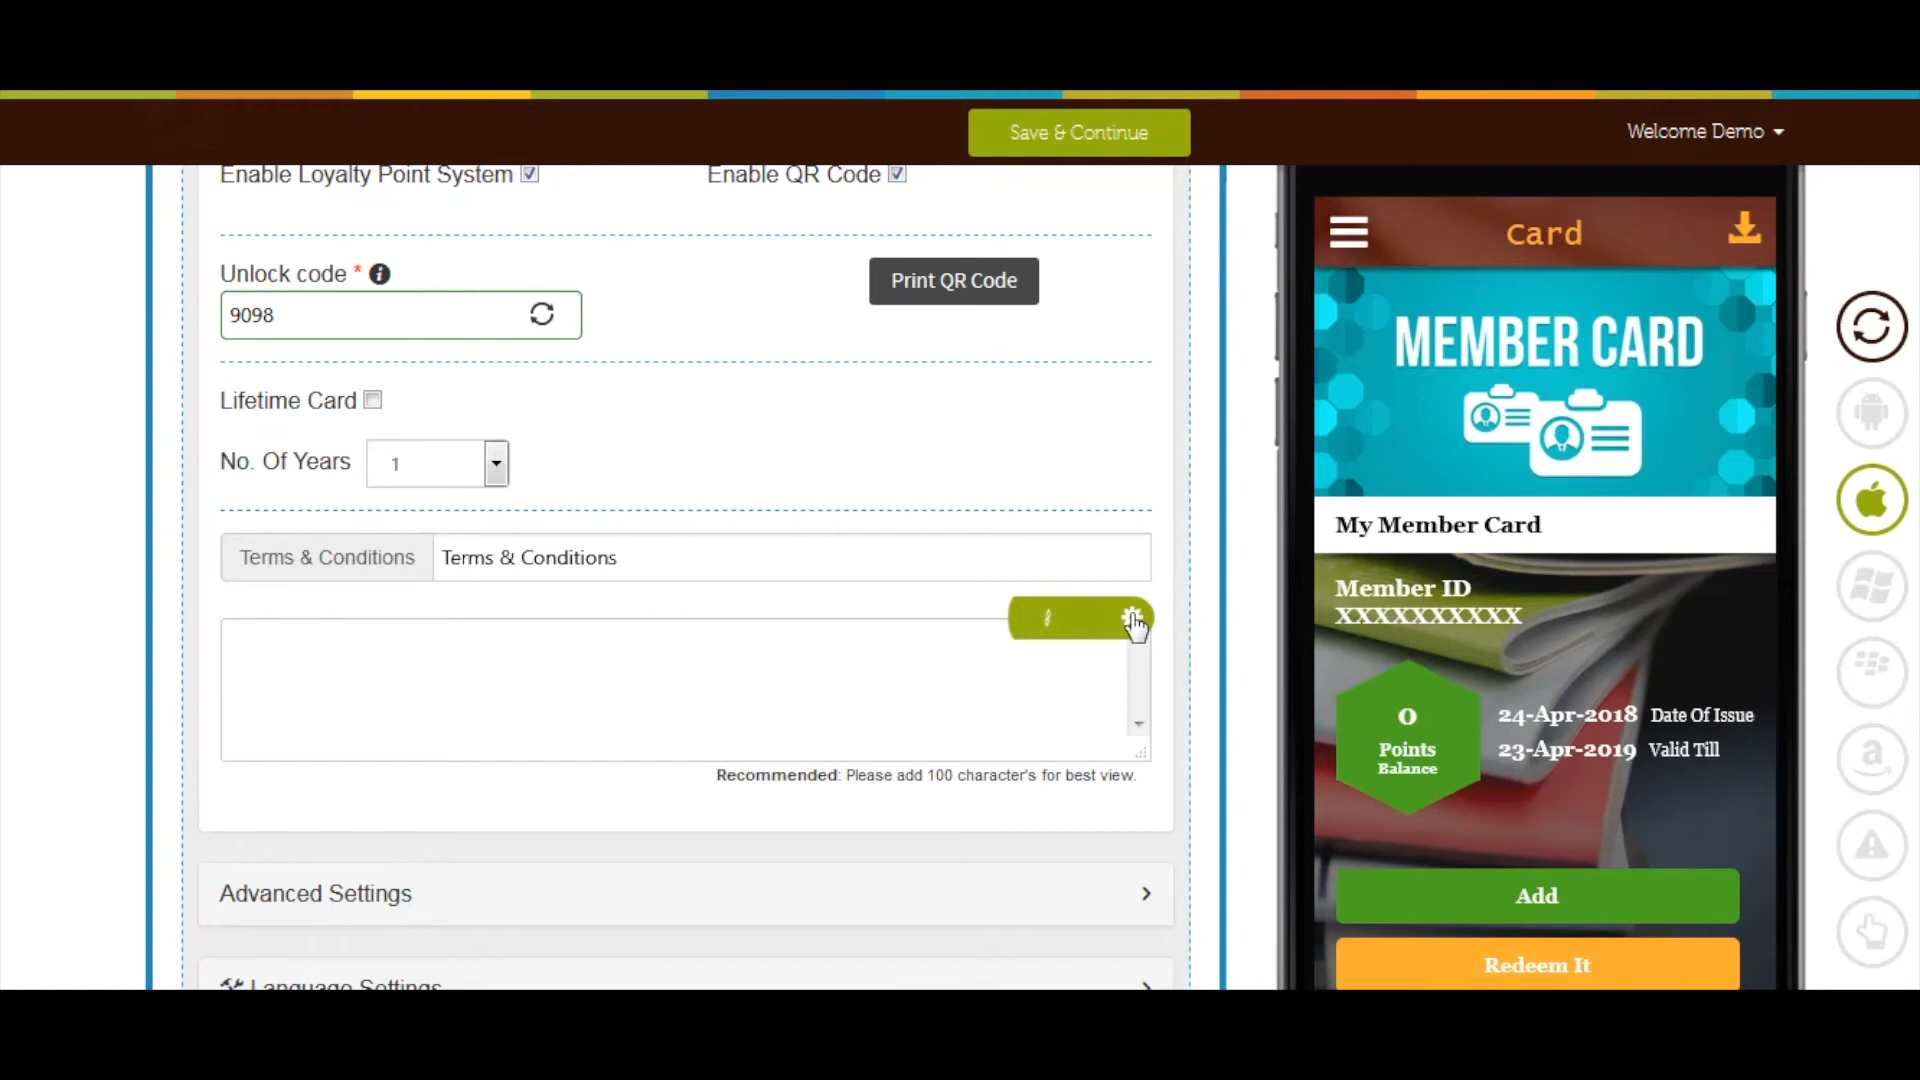 Save & Continue
Welcome Demo
Enable Loyalty Point System
Enable QR Code
Unlock code *
9098
Print QR Code
Lifetime Card
No. Of Years
1
Terms & Conditions
Terms & Conditions
Recommended: Please add 100 character's for best view.
Advanced Settings
Language Settings
Card
MEMBER CARD
My Member Card
Member ID
XXXXXXXXXX
0
Points
Balance
24-Apr-2018 Date Of Issue
23-Apr-2019 Valid Till
Add
Redeem It